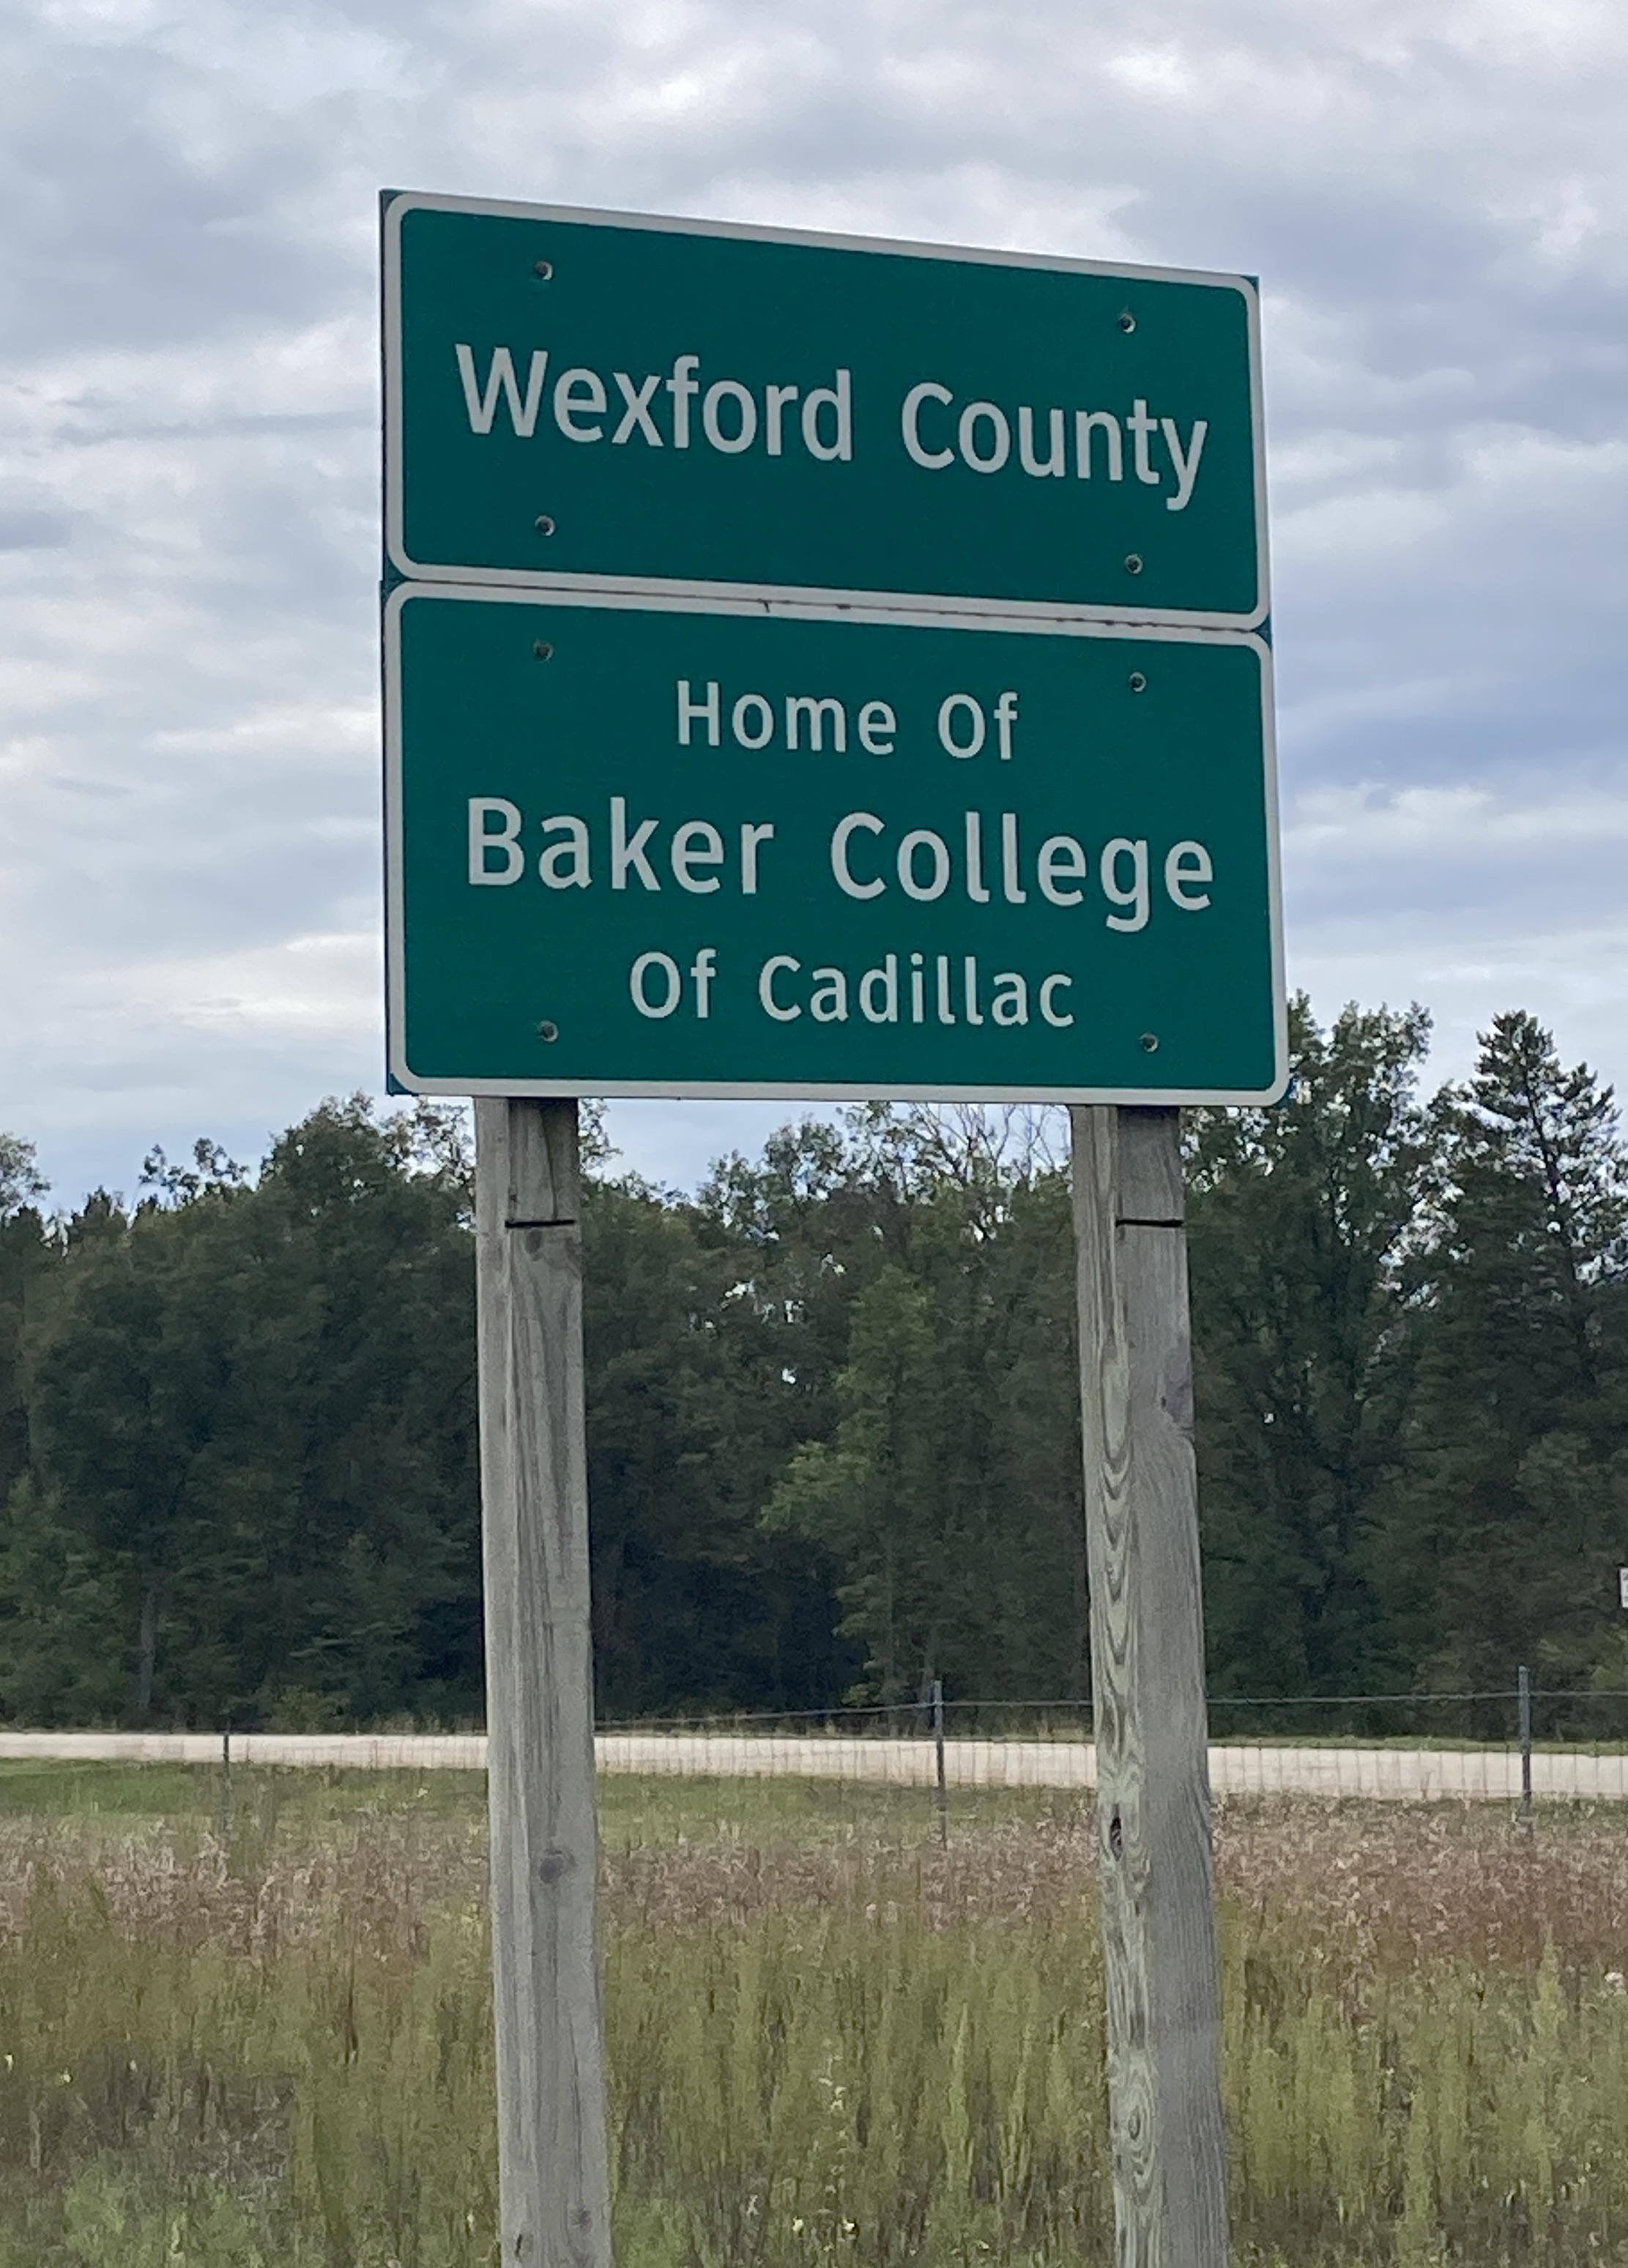 Wexford County
Home Of
Baker College
Of Cadillac